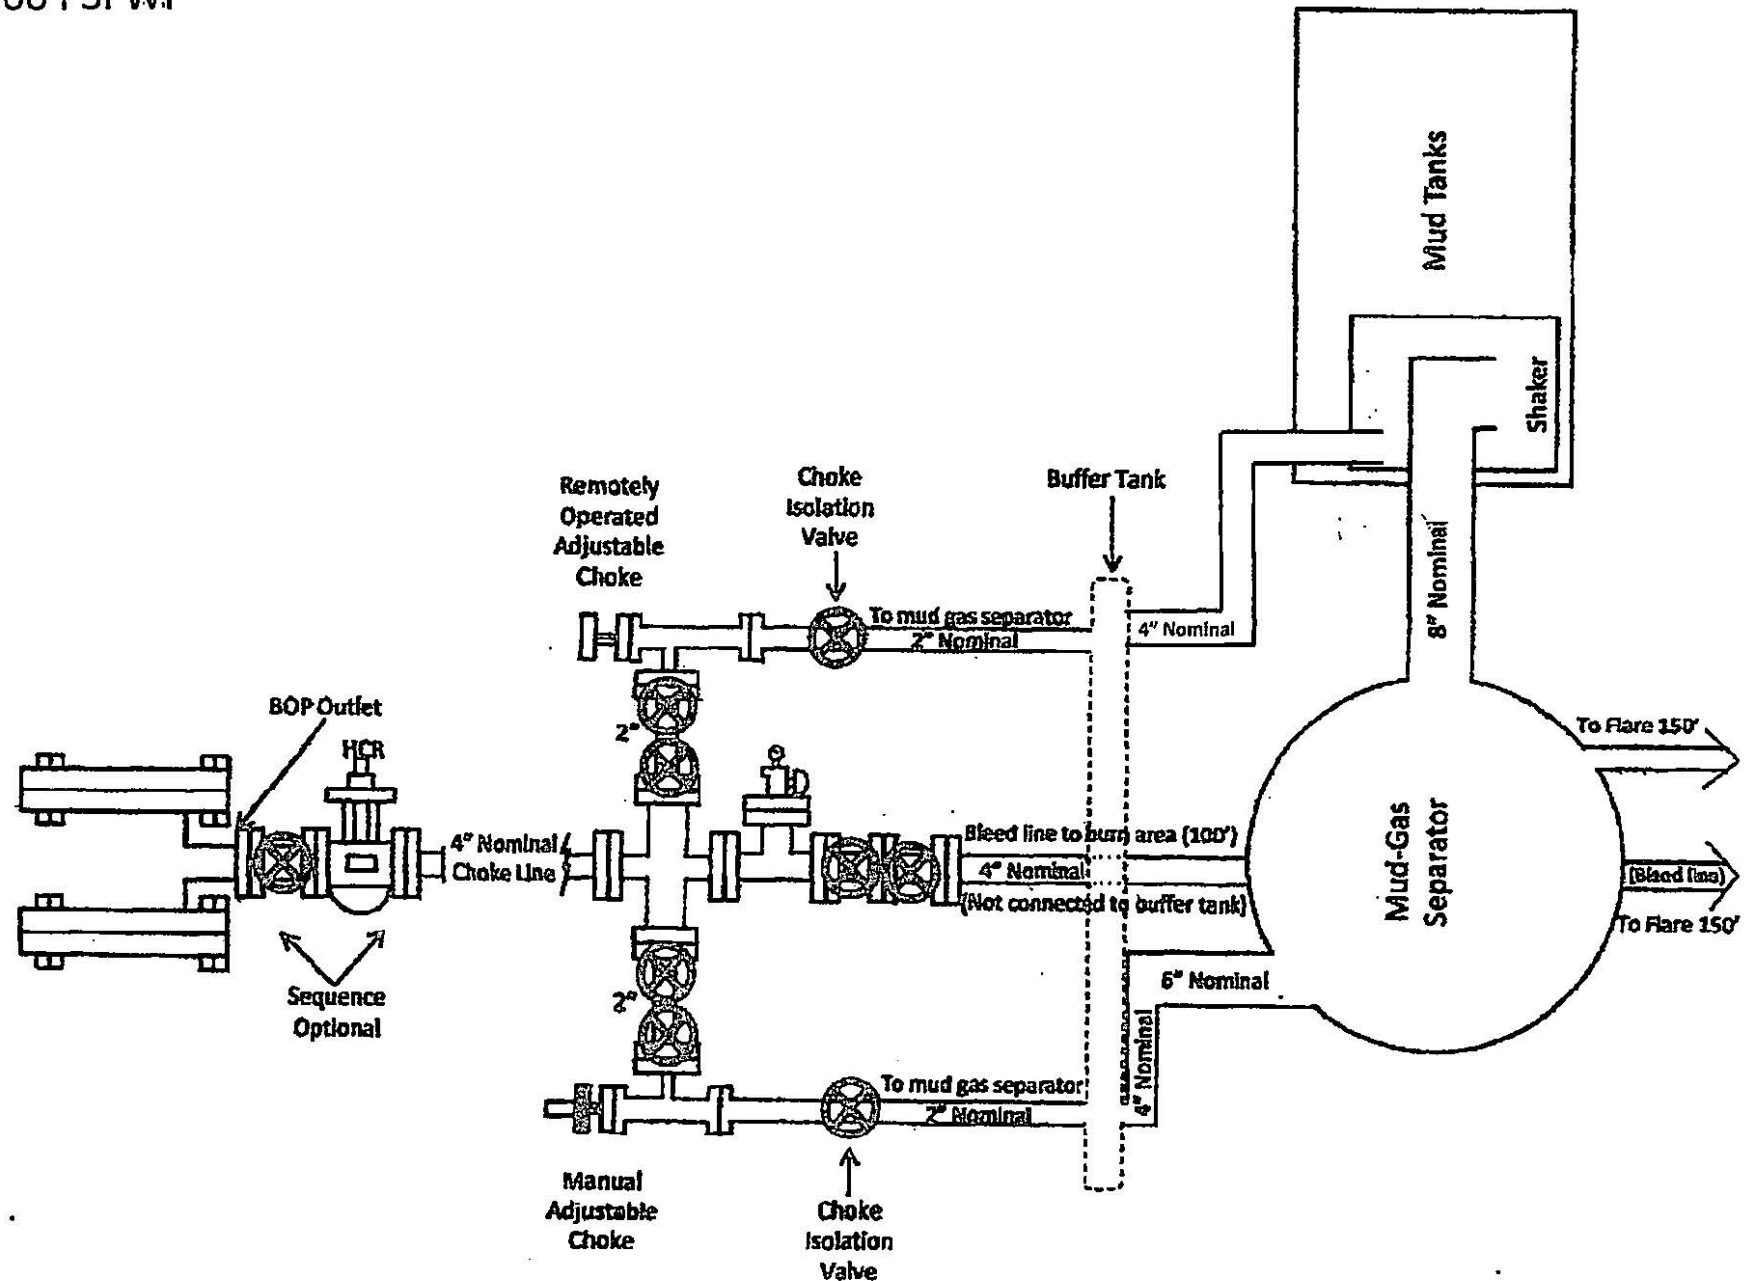 Mud Tanks
Shaker
8" Nominal
Remotely
Operated
Adjustable
Choke
Choke
Isolation
Valve
Buffer Tank
To mud gas separator
2" Nominal
4" Nominal
BOP Outlet
HCR
2"
To Flare 150'
4" Nominal
Choke Line
Bleed line to burn area (100')
4" Nominal
(Not connected to buffer tank)
Mud-Gas
Separator
(Bleed line)
To Flare 150'
Sequence
Optional
2"
6" Nominal
4" Nominal
To mud gas separator
2" Nominal
Manual
Adjustable
Choke
Choke
Isolation
Valve